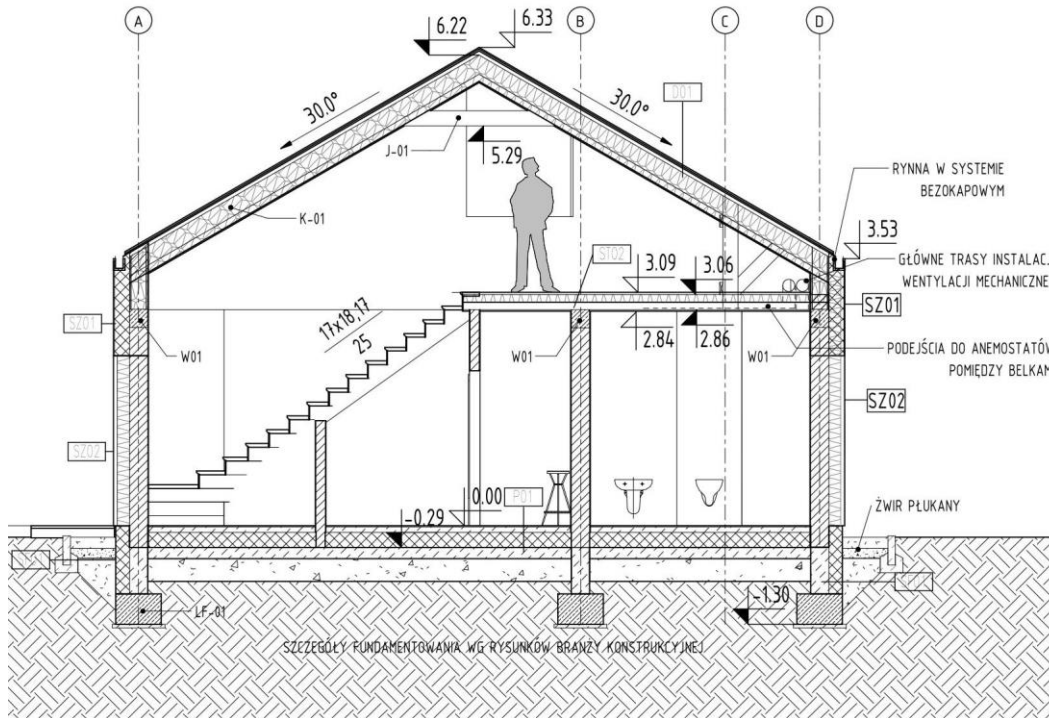 A
B
C
D
6.22
6.33
30.0°
30.0°
D01
J-01
5.29
K-01
RYNNA W SYSTEMIE
BEZOKAPOWYM
3.53
GŁÓWNE TRASY INSTALAC
WENTYLACJI MECHANICZNE
ST02
3.09
3.06
SZ01
SZ01
17x18,17
25
W01
W01
2.84
2.86
W01
PODEJŚCIA DO ANEMOSTATÓW
POMIĘDZY BELKAM
SZ02
SZ02
0.00
P01
-0.29
ŻWIR PŁUKANY
-1.30
LF-01
SZCZEGÓŁY FUNDAMENTOWANIA WG RYSUNKÓW BRANŻY KONSTRUKCYJNEJ